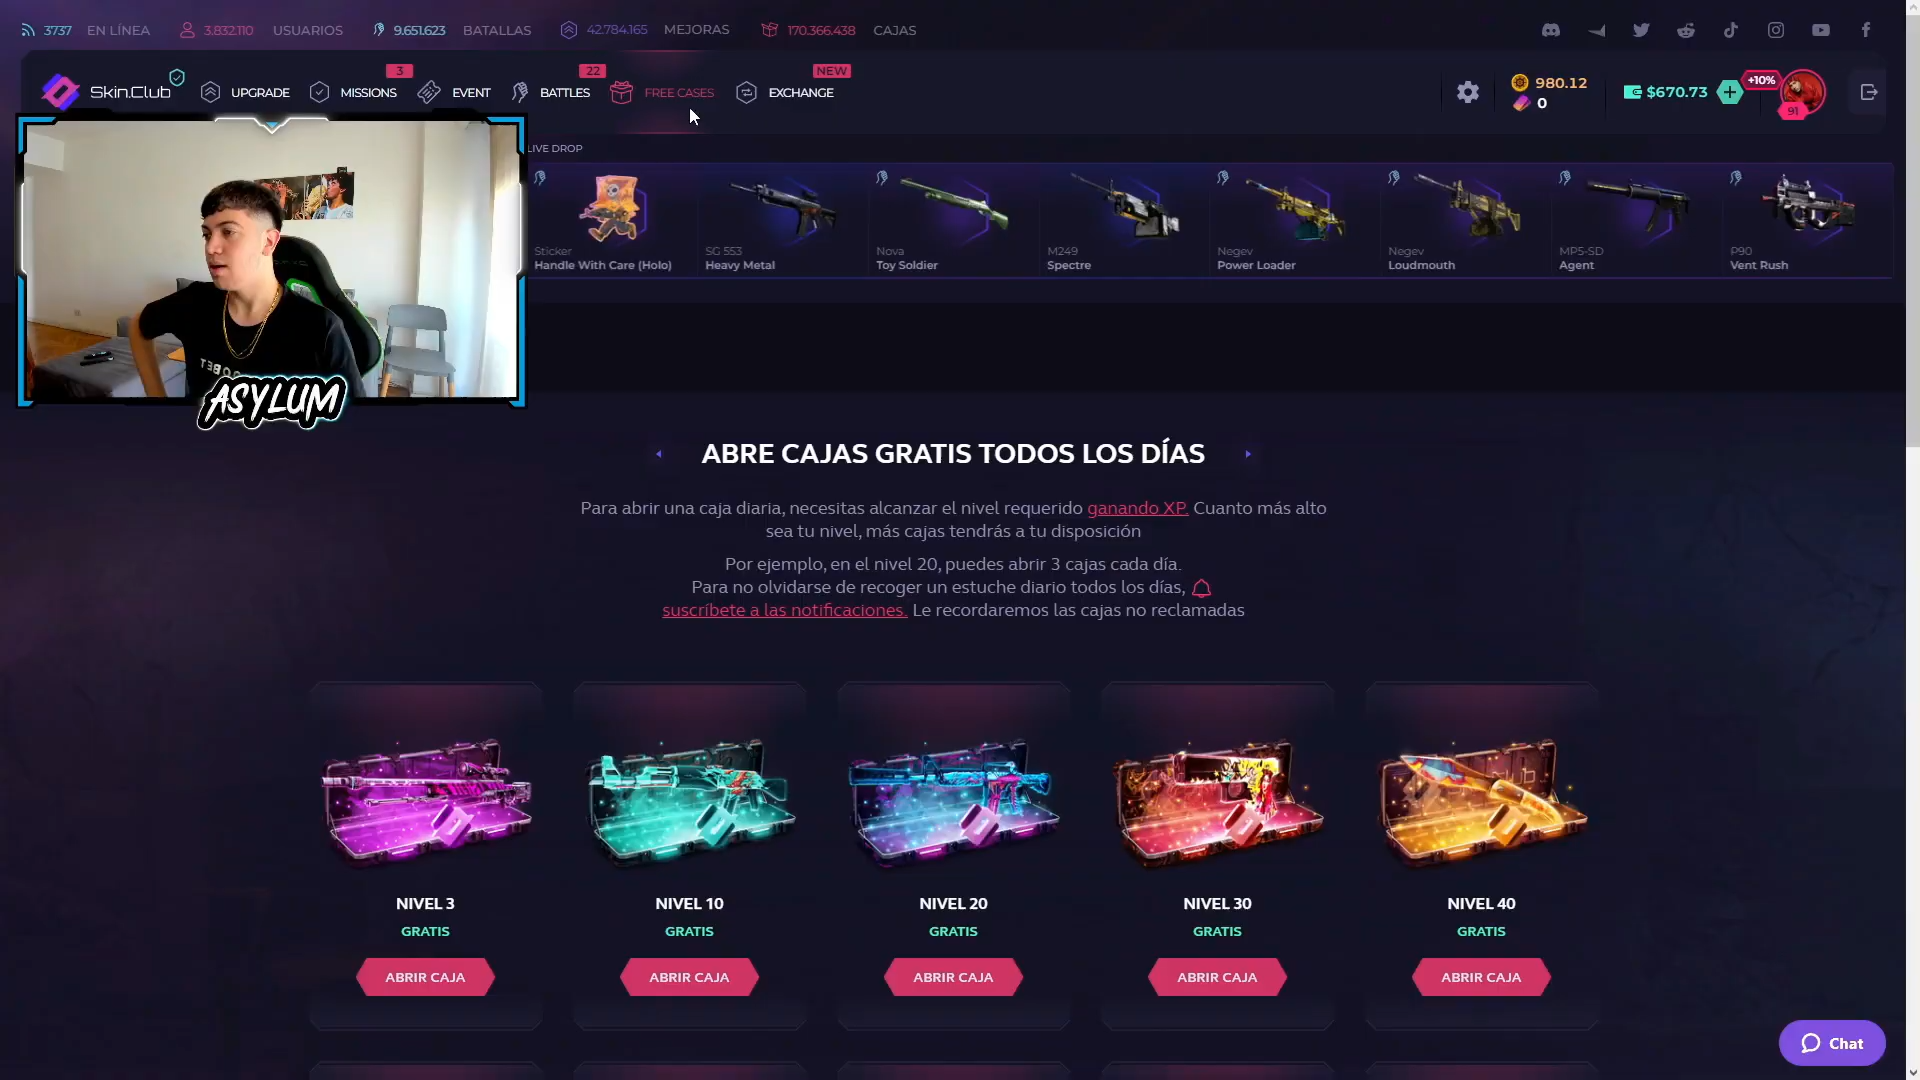 3737 EN LÍNEA 3.832.110 USUARIOS 9.651.623 BATALLAS 42.784.165 MEJORAS 170.366.438 CAJAS
3 22 NEW
Skin.Club UPGRADE MISSIONS EVENT BATTLES FREE CASES EXCHANGE
980.12
0
$670.73
+10%
91
LIVE DROP
Sticker
Handle With Care (Holo)
SG 553
Heavy Metal
Nova
Toy Soldier
M249
Spectre
Negev
Power Loader
Negev
Loudmouth
MP5-SD
Agent
P90
Vent Rush
ASYLUM
ABRE CAJAS GRATIS TODOS LOS DÍAS
Para abrir una caja diaria, necesitas alcanzar el nivel requerido ganando XP. Cuanto más alto
sea tu nivel, más cajas tendrás a tu disposición
Por ejemplo, en el nivel 20, puedes abrir 3 cajas cada día.
Para no olvidarse de recoger un estuche diario todos los días,
suscríbete a las notificaciones. Le recordaremos las cajas no reclamadas
NIVEL 3
GRATIS
ABRIR CAJA
NIVEL 10
GRATIS
ABRIR CAJA
NIVEL 20
GRATIS
ABRIR CAJA
NIVEL 30
GRATIS
ABRIR CAJA
NIVEL 40
GRATIS
ABRIR CAJA
Chat